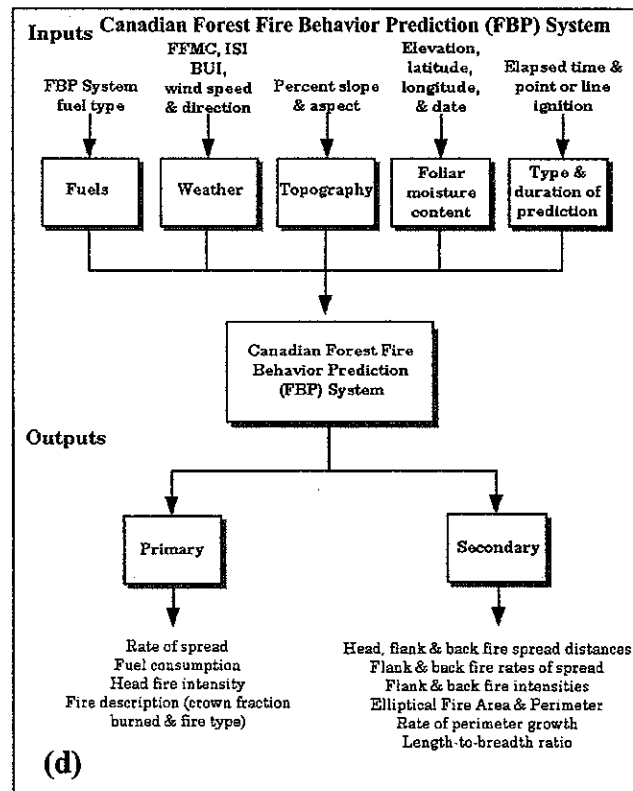 Canadian Forest Fire Behavior Prediction (FBP) System
Inputs
FBP System
fuel type
FFMC, ISI
BUI,
wind speed
& direction
Percent slope
& aspect
Elevation,
latitude,
longitude,
& date
Elapsed time &
point or line
ignition
Fuels
Weather
Topography
Foliar
moisture
content
Type &
duration of
prediction
Canadian Forest Fire
Behavior Prediction
(FBP) System
Outputs
Primary
Secondary
Rate of spread
Fuel consumption
Head fire intensity
Fire description (crown fraction
burned & fire type)
Head, flank & back fire spread distances
Flank & back fire rates of spread
Flank & back fire intensities
Elliptical Fire Area & Perimeter
Rate of perimeter growth
Length-to-breadth ratio
(d)